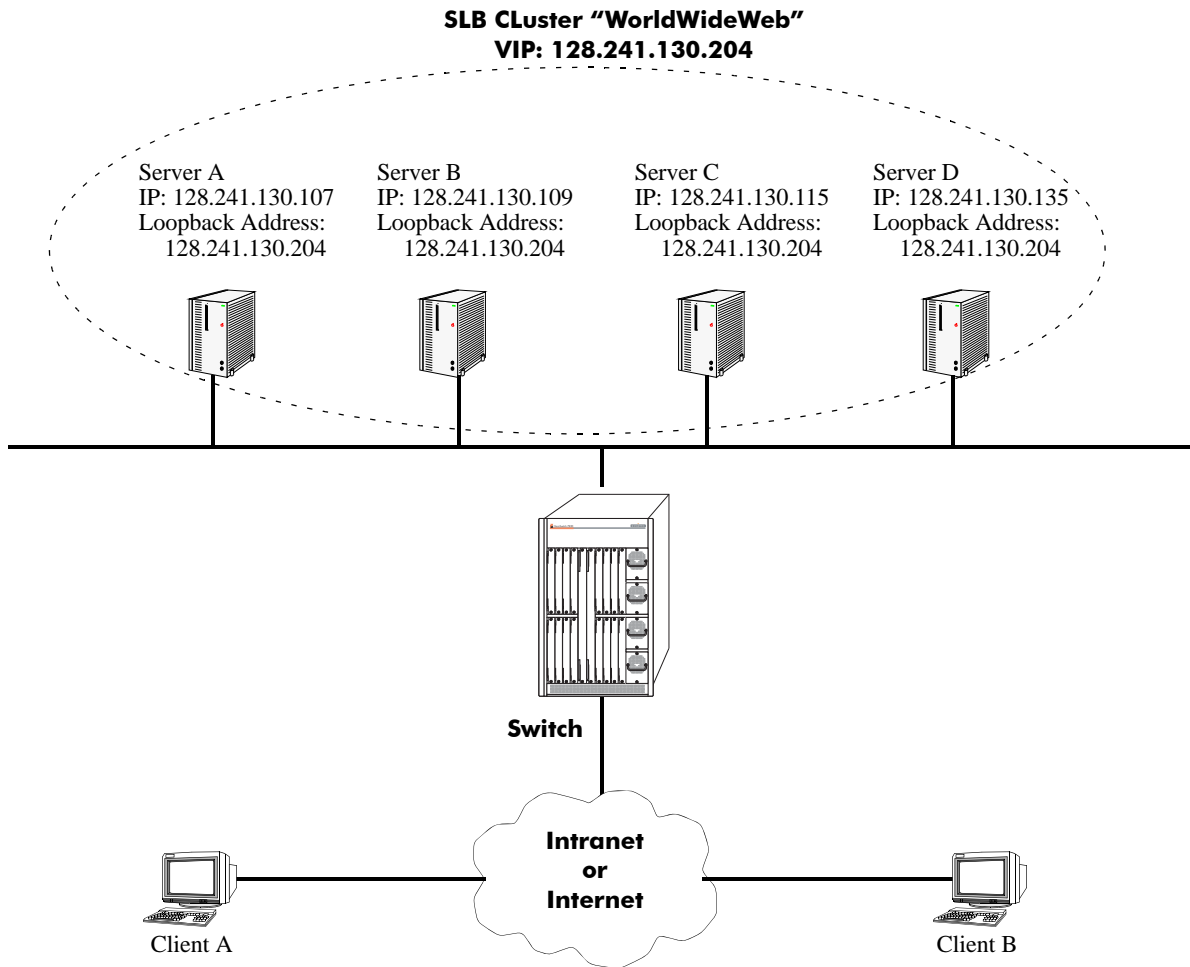 SLB CLuster “WorldWideWeb”
VIP: 128.241.130.204
Server A
IP: 128.241.130.107
Loopback Address:
128.241.130.204
Server B
IP: 128.241.130.109
Loopback Address:
128.241.130.204
Server C
IP: 128.241.130.115
Loopback Address:
128.241.130.204
Server D
IP: 128.241.130.135
Loopback Address:
128.241.130.204
Switch
Intranet
or
Internet
Client A
Client B